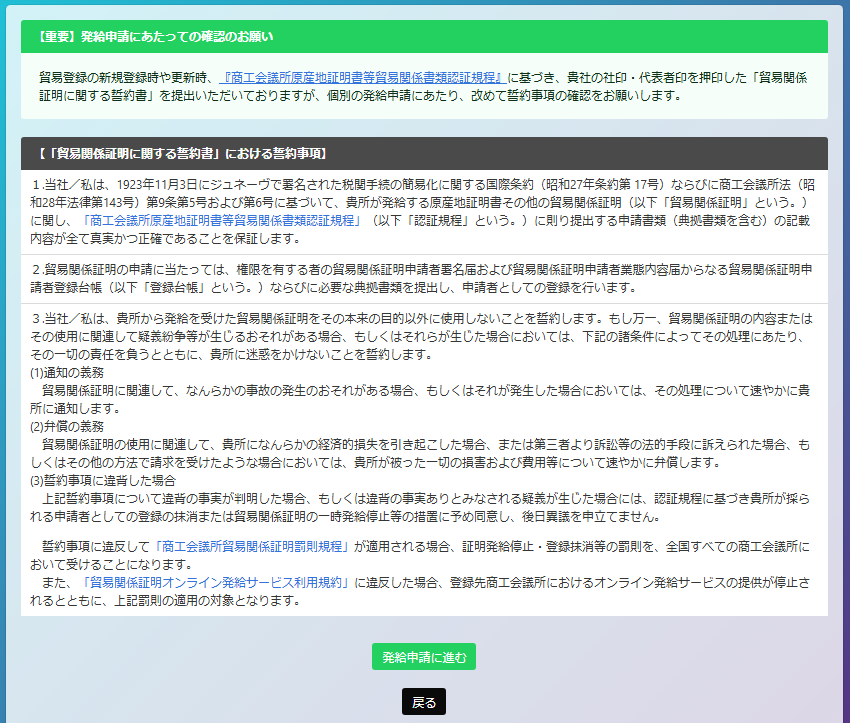 【重要】発給申請にあたっての確認のお願い
貿易登録の新規登録時や更新時、『商工会議所原産地証明書等貿易関係書類認証規程』に基づき、貴社の社印・代表者印を押印した「貿易関係
証明に関する誓約書」を提出いただいておりますが、個別の発給申請にあたり、改めて誓約事項の確認をお願いします。
【「貿易関係証明に関する誓約書」における誓約事項】
１.当社／私は、1923年11月3日にジュネーヴで署名された税関手続の簡易化に関する国際条約（昭和27年条約第 17号）ならびに商工会議所法（昭
和28年法律第143号）第9条第5号および第6号に基づいて、貴所が発給する原産地証明書その他の貿易関係証明（以下「貿易関係証明」という。）
に関し、「商工会議所原産地証明書等貿易関係書類認証規程」（以下「認証規程」という。）に則り提出する申請書類（典拠書類を含む）の記載
内容が全て真実かつ正確であることを保証します。
２.貿易関係証明の申請に当たっては、権限を有する者の貿易関係証明申請者署名届および貿易関係証明申請者業態内容届からなる貿易関係証明申
請者登録台帳（以下「登録台帳」という。）ならびに必要な典拠書類を提出し、申請者としての登録を行います。
３.当社／私は、貴所から発給を受けた貿易関係証明をその本来の目的以外に使用しないことを誓約します。もし万一、貿易関係証明の内容または
その使用に関連して疑義紛争等が生じるおそれがある場合、もしくはそれらが生じた場合においては、下記の諸条件によってその処理にあたり、
その一切の責任を負うとともに、貴所に迷惑をかけないことを誓約します。
(1)通知の義務
貿易関係証明に関連して、なんらかの事故の発生のおそれがある場合、もしくはそれが発生した場合においては、その処理について速やかに貴
所に通知します。
(2)弁償の義務
貿易関係証明の使用に関連して、貴所になんらかの経済的損失を引き起こした場合、または第三者より訴訟等の法的手段に訴えられた場合、も
しくはその他の方法で請求を受けたような場合においては、貴所が被った一切の損害および費用等について速やかに弁償します。
(3)誓約事項に違背した場合
上記誓約事項について違背の事実が判明した場合、もしくは違背の事実ありとみなされる疑義が生じた場合には、認証規程に基づき貴所が採ら
れる申請者としての登録の抹消または貿易関係証明の一時発給停止等の措置に予め同意し、後日異議を申立てません。
誓約事項に違反して「商工会議所貿易関係証明罰則規程」が適用される場合、証明発給停止・登録抹消等の罰則を、全国すべての商工会議所に
おいて受けることになります。
また、「貿易関係証明オンライン発給サービス利用規約」に違反した場合、登録先商工会議所におけるオンライン発給サービスの提供が停止さ
れるとともに、上記罰則の適用の対象となります。
発給申請に進む
戻る